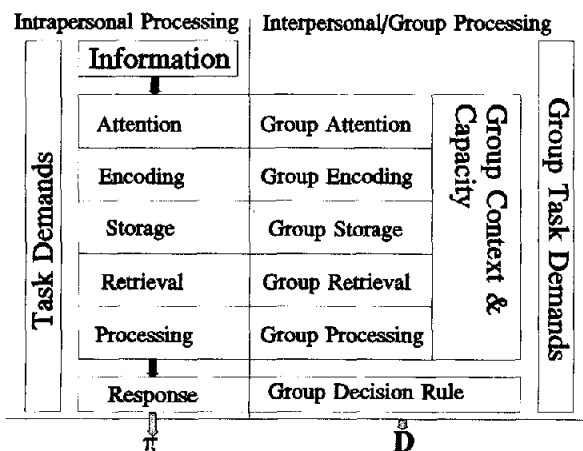 Intrapersonal Processing
Interpersonal/Group Processing
Information
Task Demands
Attention
Group Attention
Encoding
Group Encoding
Storage
Group Storage
Retrieval
Group Retrieval
Processing
Group Processing
Group Context &
Capacity
Group Task Demands
Response
Group Decision Rule
π
D